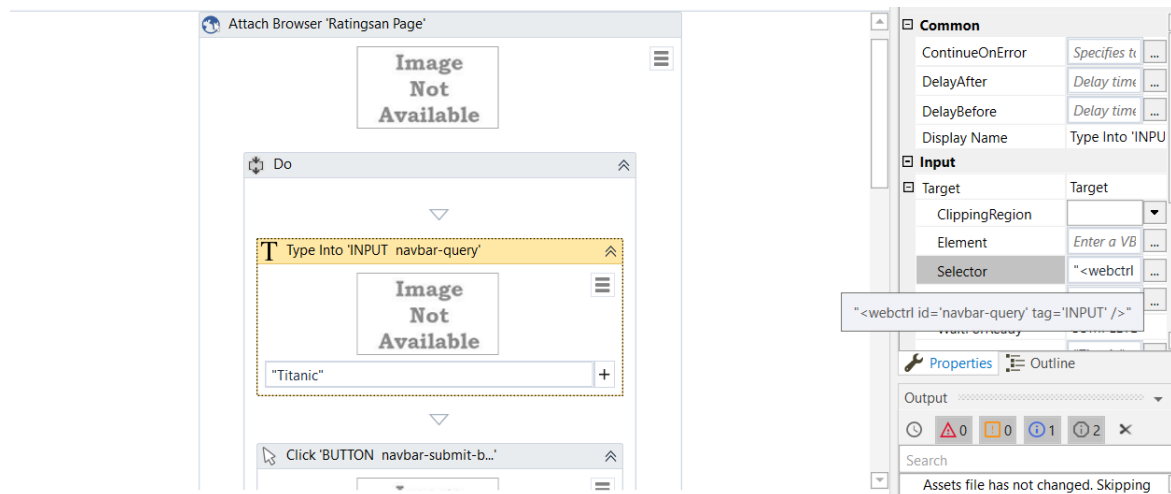 Attach Browser 'Ratingsan Page'
Image
Not
Available
Do
T Type Into 'INPUT navbar-query'
Image
Not
Available
"Titanic"
+
Click 'BUTTON navbar-submit-b...'
Common
ContinueOnError Specifies to ...
DelayAfter Delay time ...
DelayBefore Delay time ...
Display Name Type Into 'INPU
Input
Target Target
ClippingRegion
Element Enter a VB ...
Selector "<webctrl ...
...
"<webctrl id='navbar-query' tag='INPUT' />"
Properties Outline
Output
0 0 1 2
Search
Assets file has not changed. Skipping